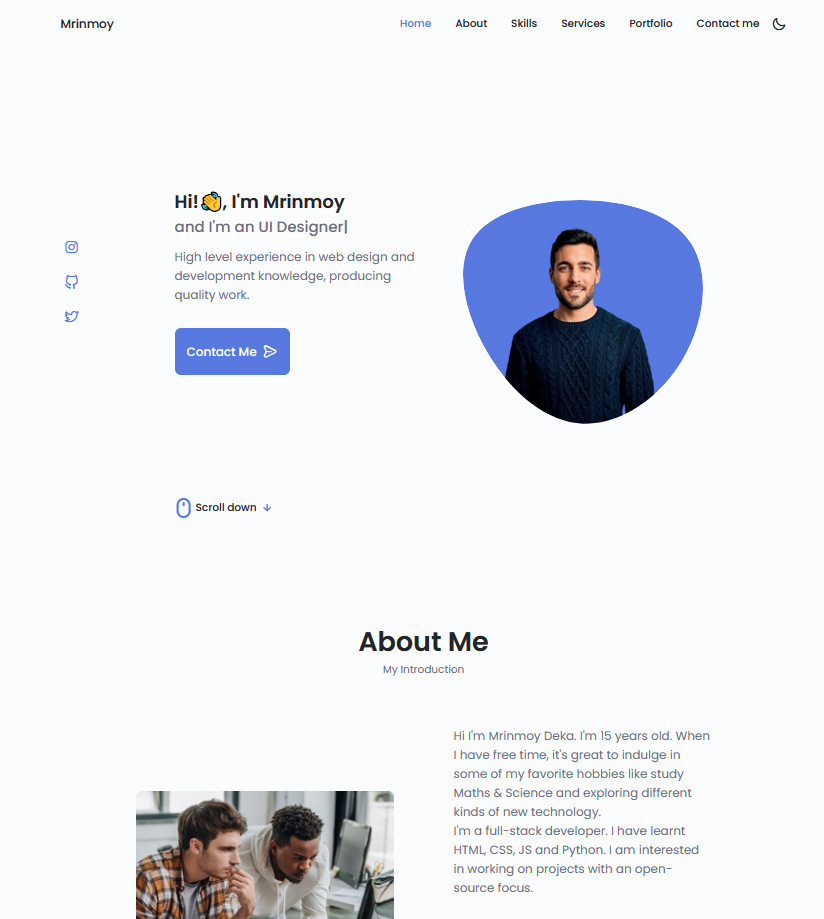 Mrinmoy
Home About Skills Services Portfolio Contact me
Hi!👋, I'm Mrinmoy
and I'm an UI Designer|
High level experience in web design and
development knowledge, producing
quality work.
Contact Me
Scroll down
About Me
My Introduction
Hi I'm Mrinmoy Deka. I'm 15 years old. When
I have free time, it's great to indulge in
some of my favorite hobbies like study
Maths & Science and exploring different
kinds of new technology.
I'm a full-stack developer. I have learnt
HTML, CSS, JS and Python. I am interested
in working on projects with an open-
source focus.